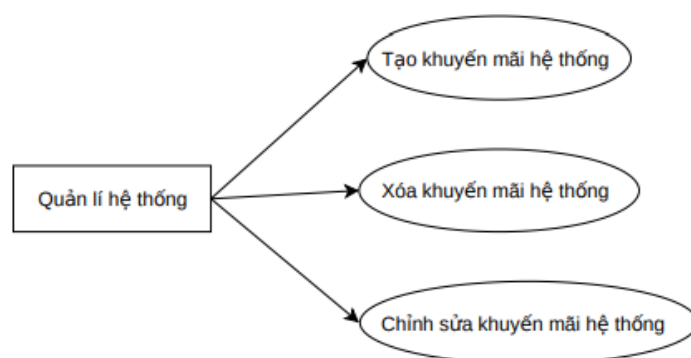 Tạo khuyến mãi hệ thống
Quản lí hệ thống
Xóa khuyến mãi hệ thống
Chỉnh sửa khuyến mãi hệ thống